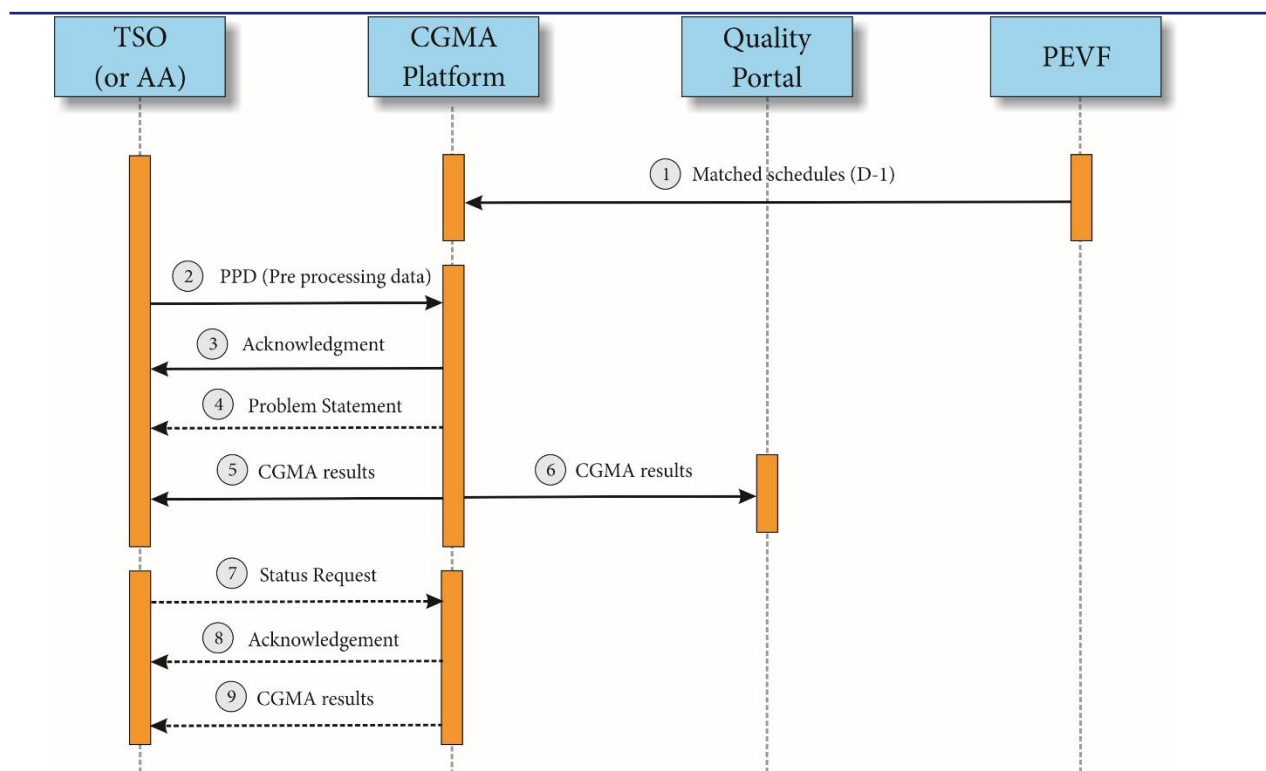 TSO
(or AA)
CGMA
Platform
Quality
Portal
PEVF
1 Matched schedules (D-1)
2 PPD (Pre processing data)
3 Acknowledgment
4 Problem Statement
5 CGMA results
6 CGMA results
7 Status Request
8 Acknowledgement
9 CGMA results